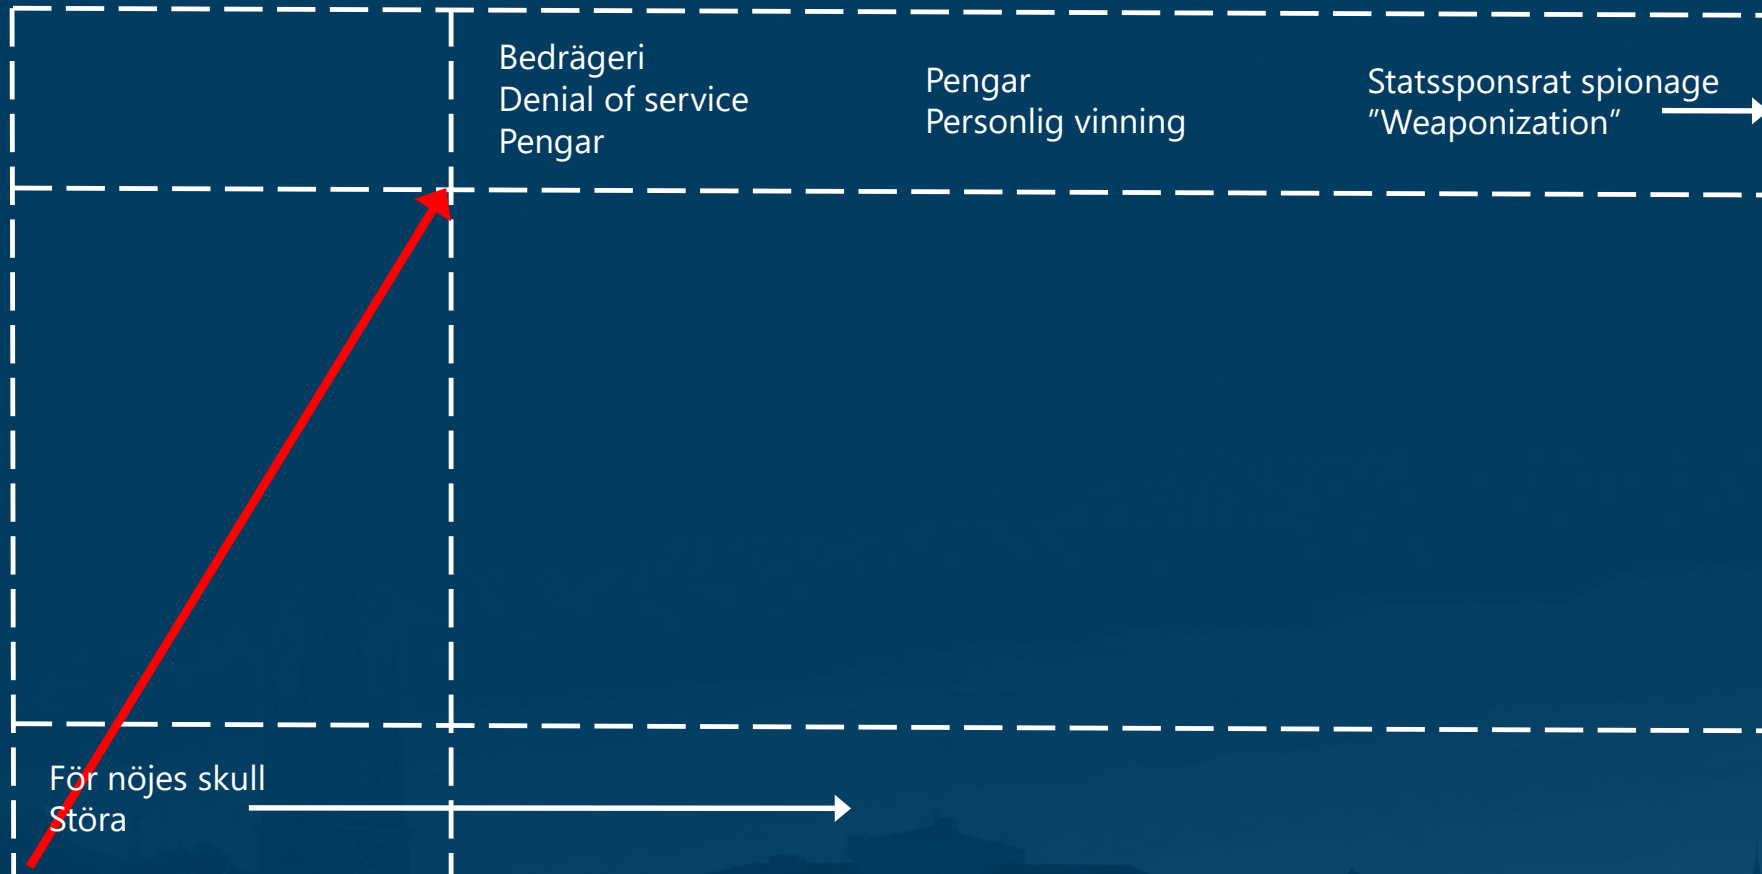 Bedrägeri
Denial of service
Pengar
Pengar
Personlig vinning
Statssponsrat spionage
”Weaponization”
För nöjes skull
Störa